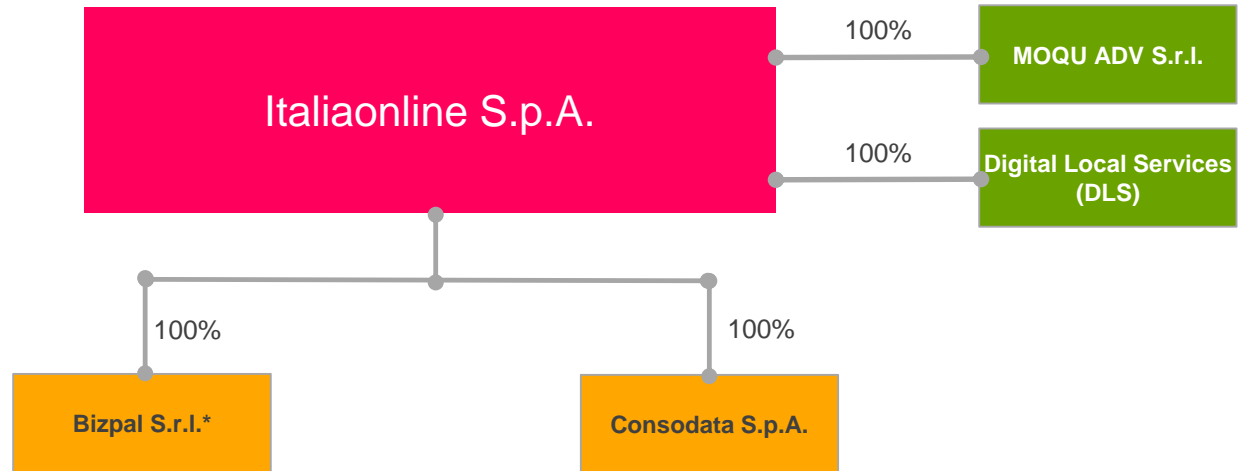 100%
MOQU ADV S.r.l.
Italiaonline S.p.A.
100%
Digital Local Services
(DLS)
100%
100%
Bizpal S.r.l.*
Consodata S.p.A.